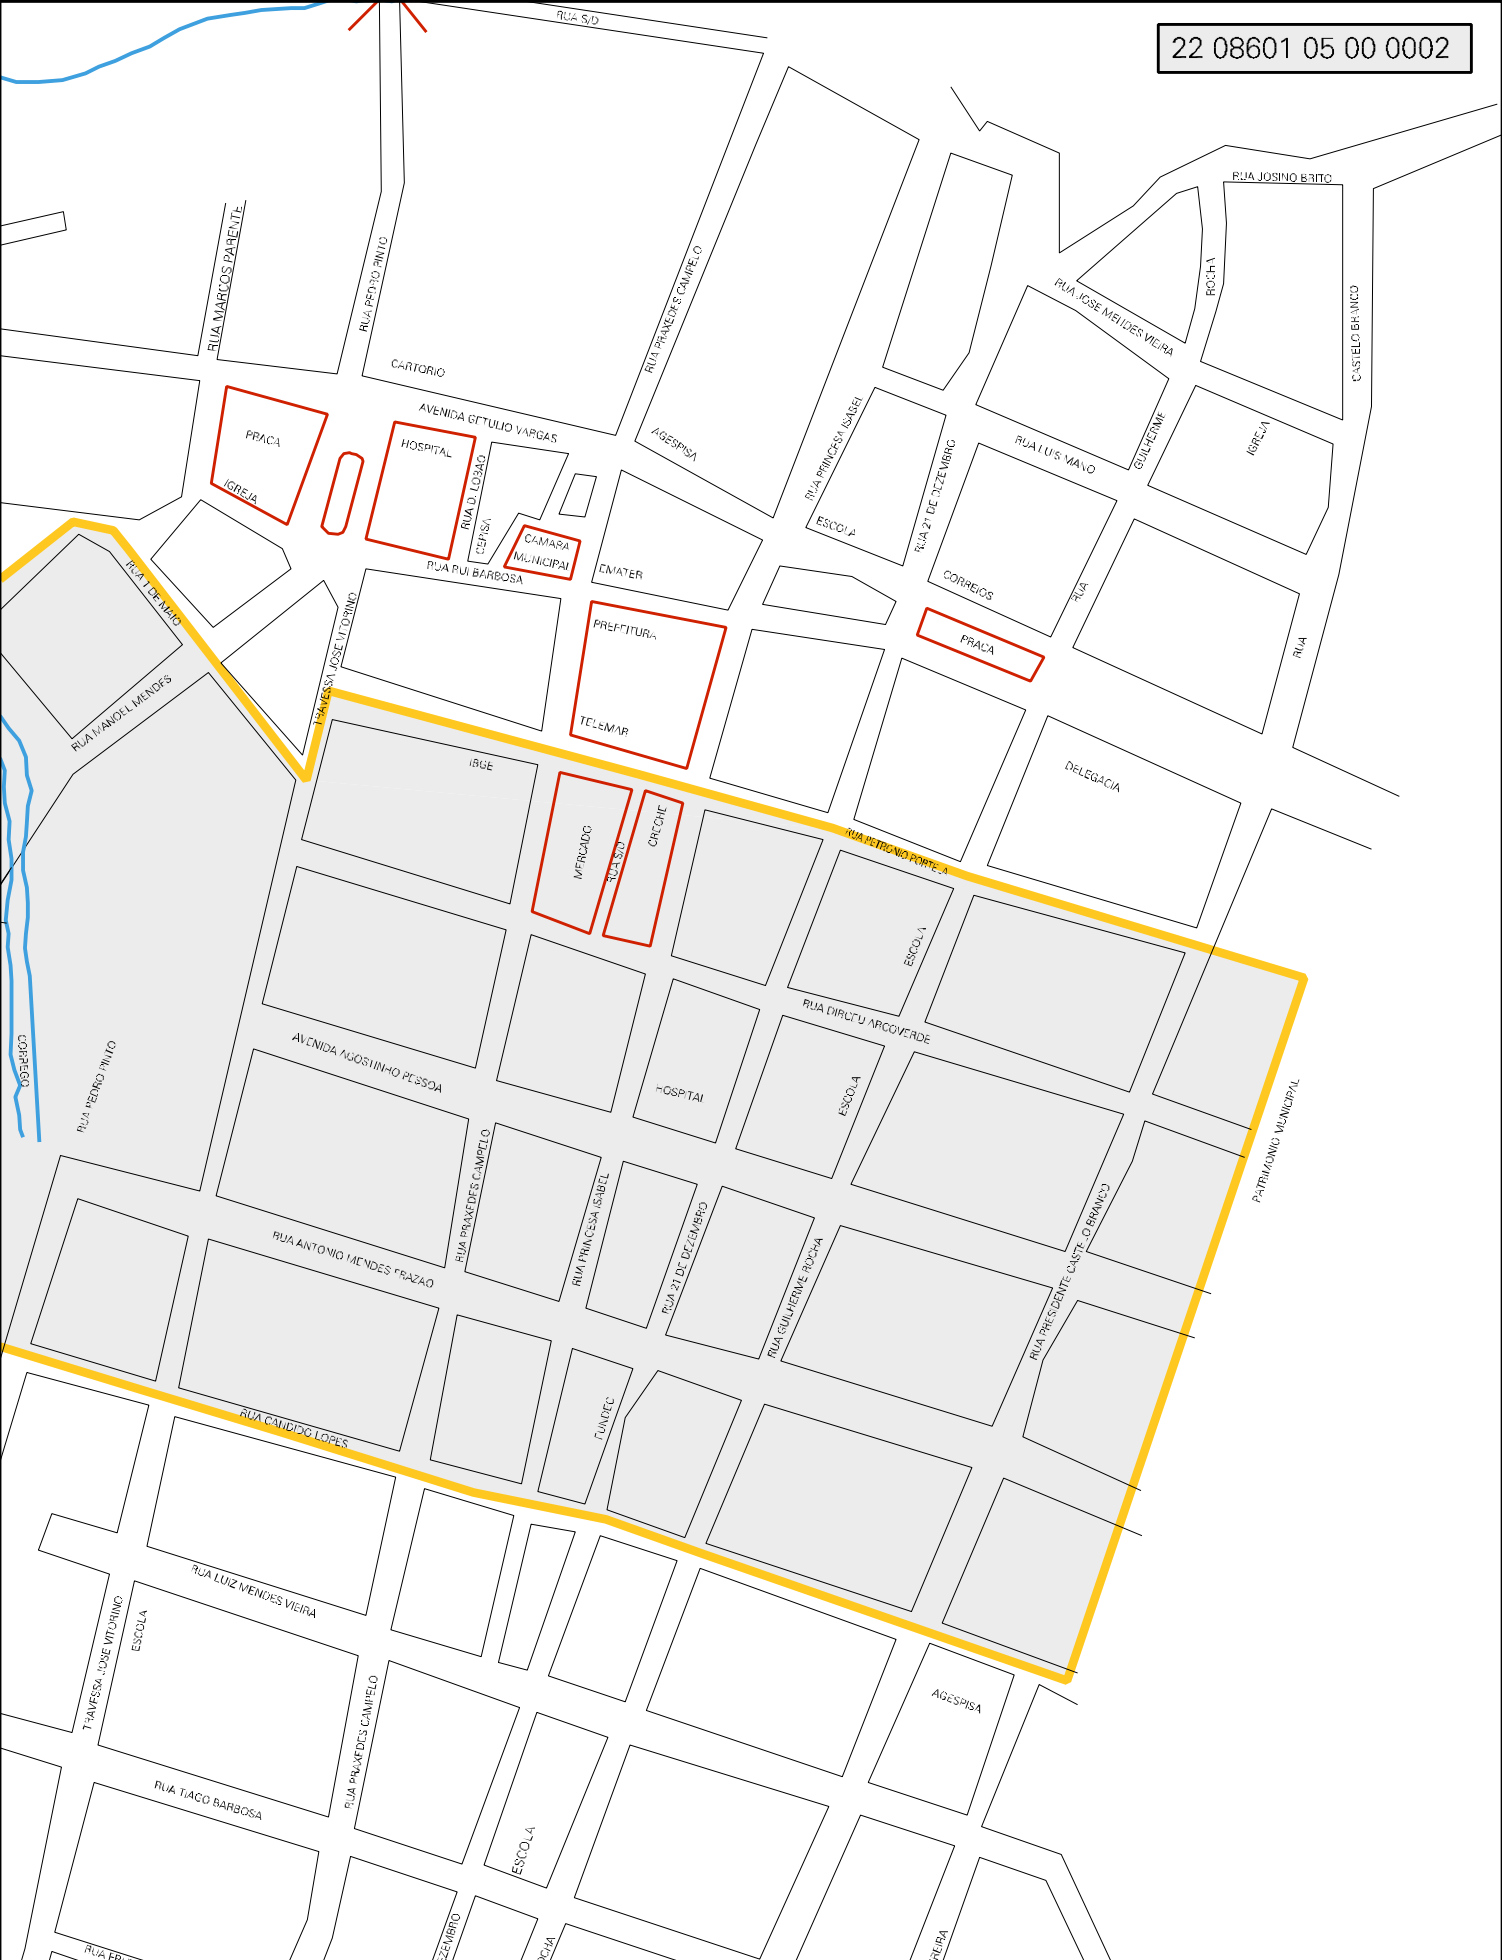 RUA S/D
22 08601 05 00 0002
RUA JOSINO BRITO
RUA MARCOS PARENTE
RUA PEDRO PINTO
RUA PRAXEDES CAMPELO
ROCHA
RUA JOSE MENDES VIEIRA
CASTELO BRANCO
CARTORIO
AVENIDA GETULIO VARGAS
PRACA
HOSPITAL
AGESPISA
RUA PRINCESA ISABEL
RUA 21 DE DEZEMBRO
RUA LUIS MANO
GUILHERME
IGREJA
IGREJA
RUA D. LOBAO
CEPISA
CAMARA
MUNICIPAL
ESCOLA
RUA RUI BARBOSA
EMATER
CORREIOS
RUA
RUA 1 DE MAIO
TRAVESSA JOSE VITORINO
PREFEITURA
PRACA
RUA
RUA MANOEL MENDES
TELEMAR
IBGE
DELEGACIA
MERCADO
RUA S/D
CRECHE
RUA PETRONIO PORTELA
ESCOLA
RUA DIRCEU ARCOVERDE
CORREGO
RUA PEDRO PINTO
AVENIDA AGOSTINHO PESSOA
HOSPITAL
ESCOLA
PATRIMONIO MUNICIPAL
RUA PRAXEDES CAMPELO
RUA PRINCESA ISABEL
RUA 21 DE DEZEMBRO
RUA GUILHERME ROCHA
RUA PRESIDENTE CASTELO BRANCO
RUA ANTONIO MENDES FRAZAO
RUA CANDIDO LOPES
FUNDEC
RUA LUIZ MENDES VIEIRA
TRAVESSA JOSE VITORINO
ESCOLA
RUA PRAXEDES CAMPELO
AGESPISA
RUA TIAGO BARBOSA
ESCOLA
ZEMBRO
OCHA
REIRA